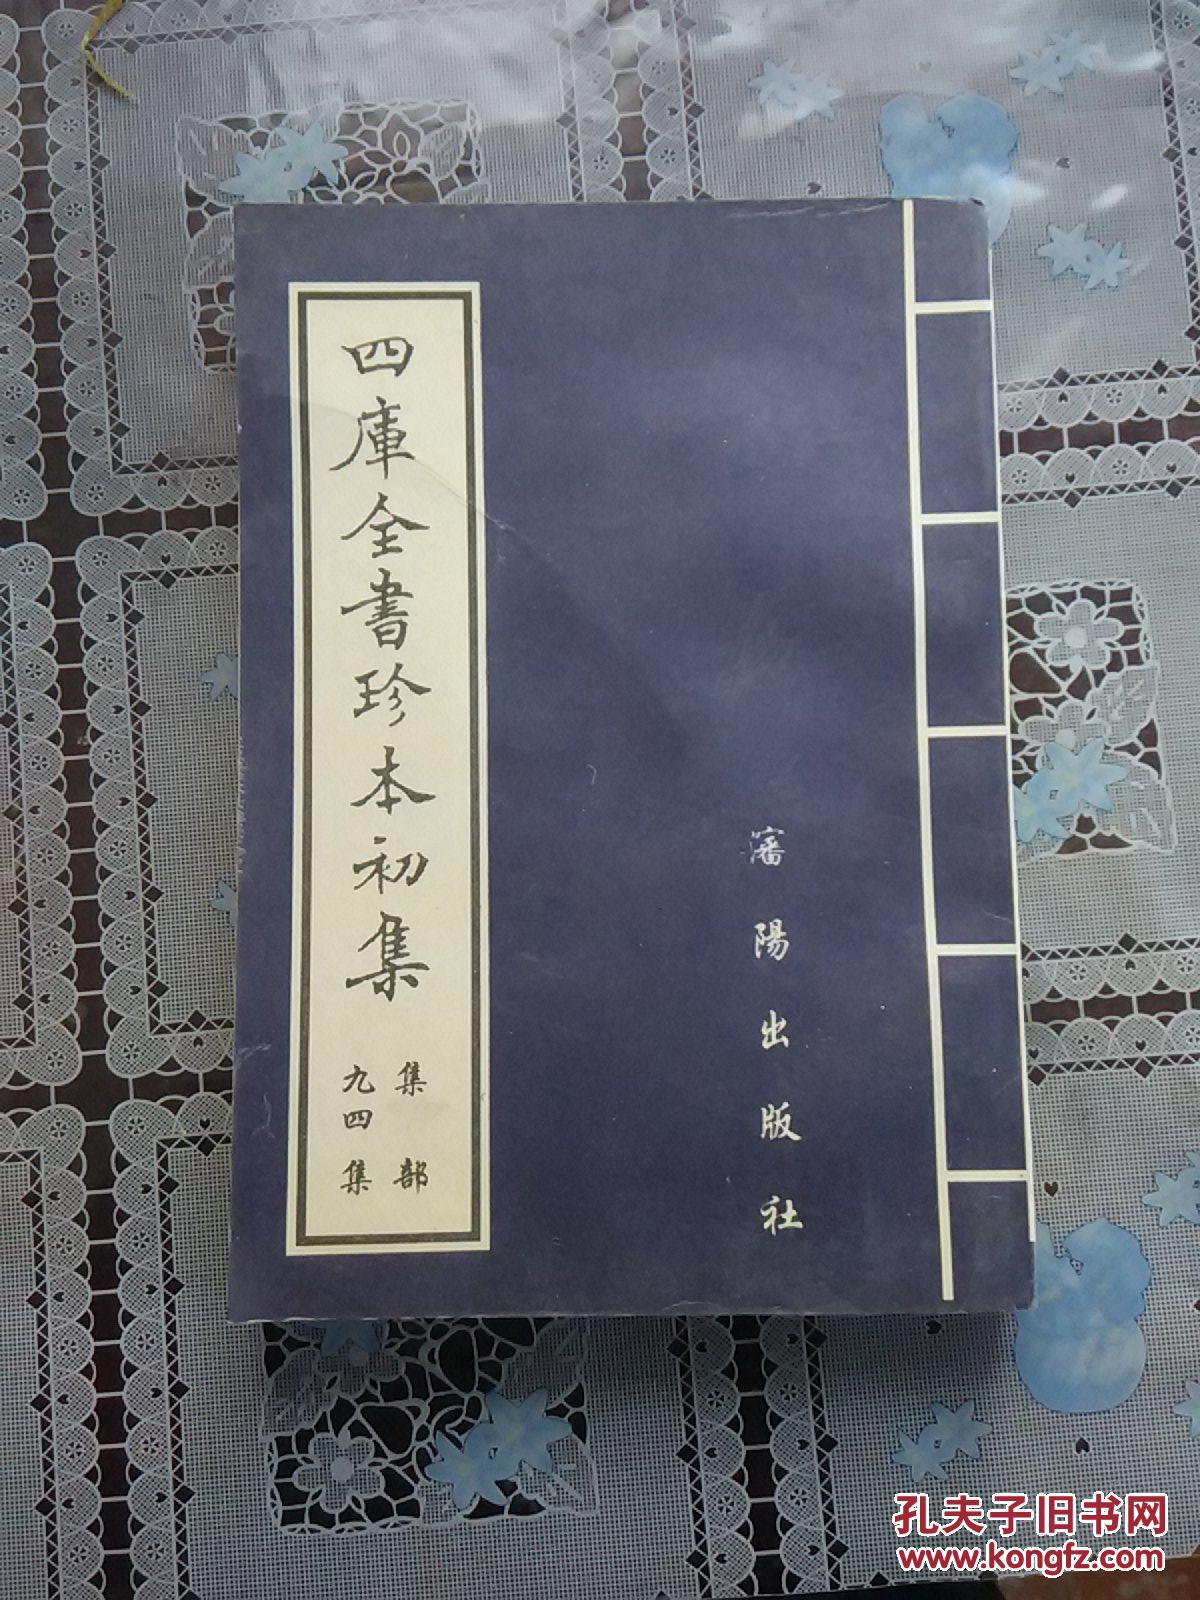 四庫全書珍本初集
集部
九四集
瀋陽出版社
孔夫子旧书网
www.kongfz.com